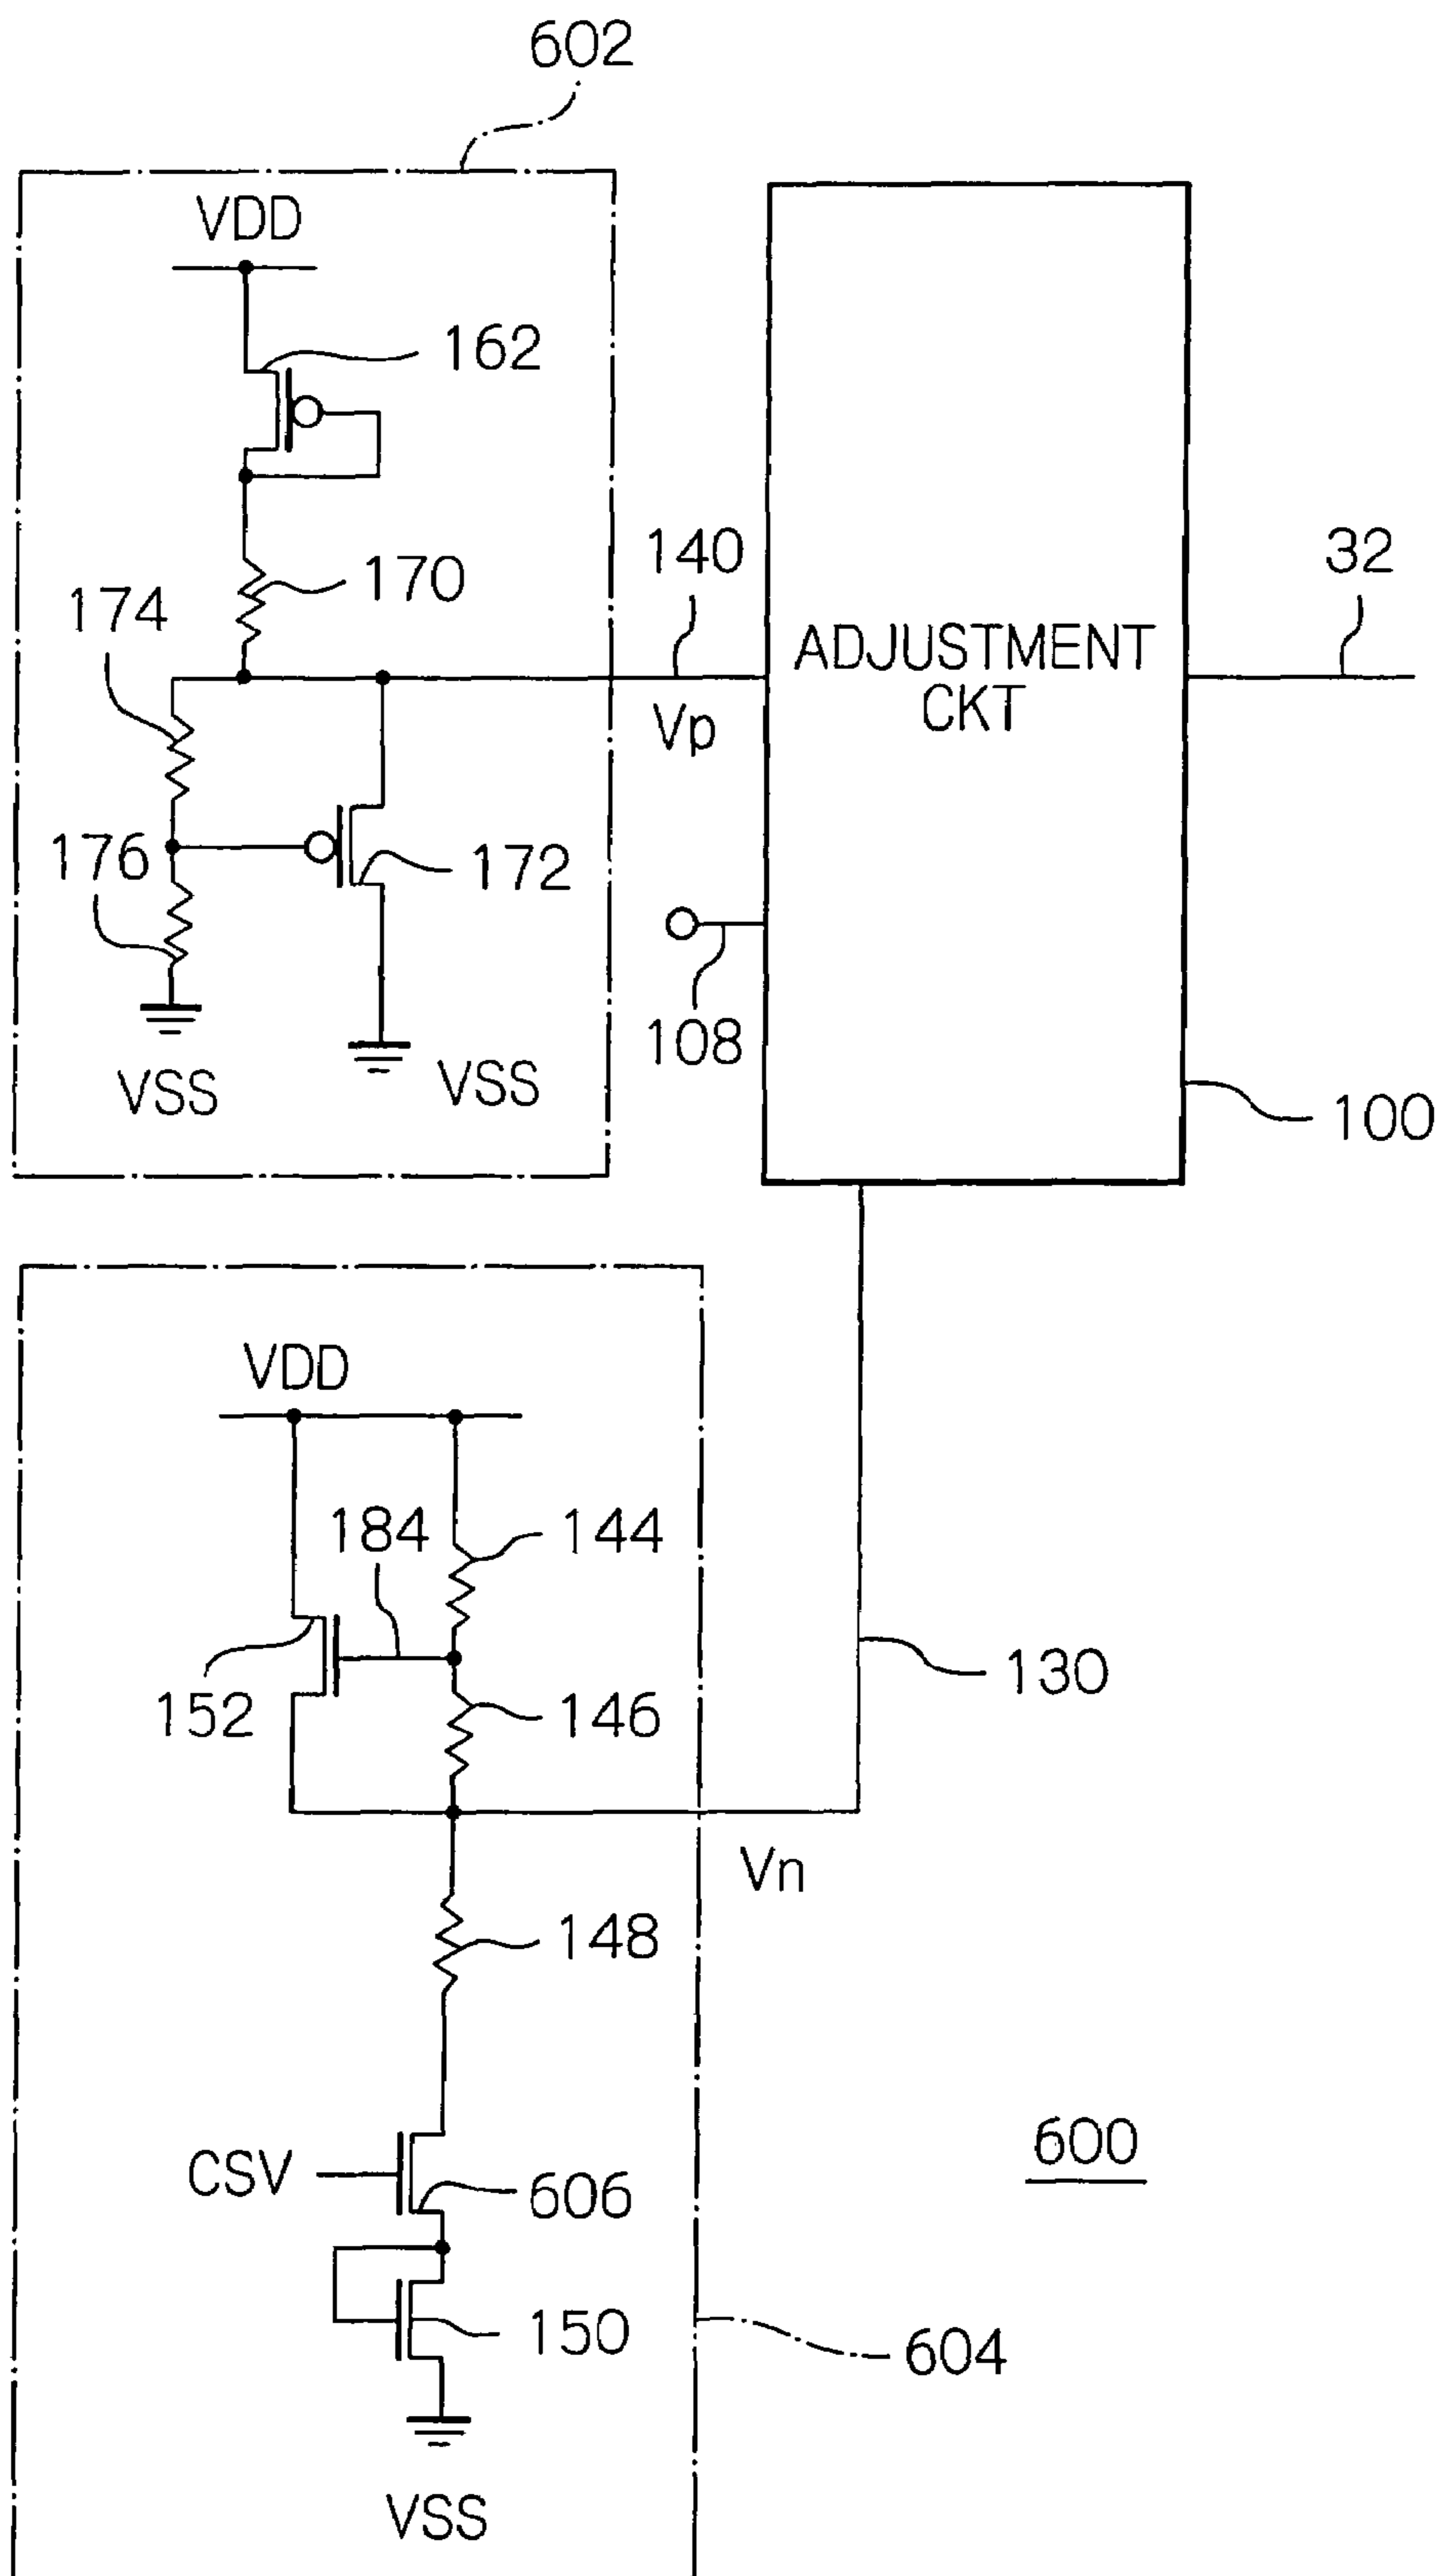 602
VDD
162
170
140
32
174
ADJUSTMENT
CKT
Vp
176
172
108
VSS
VSS
100
VDD
184
144
130
152
146
Vn
148
600
CSV
606
150
604
VSS